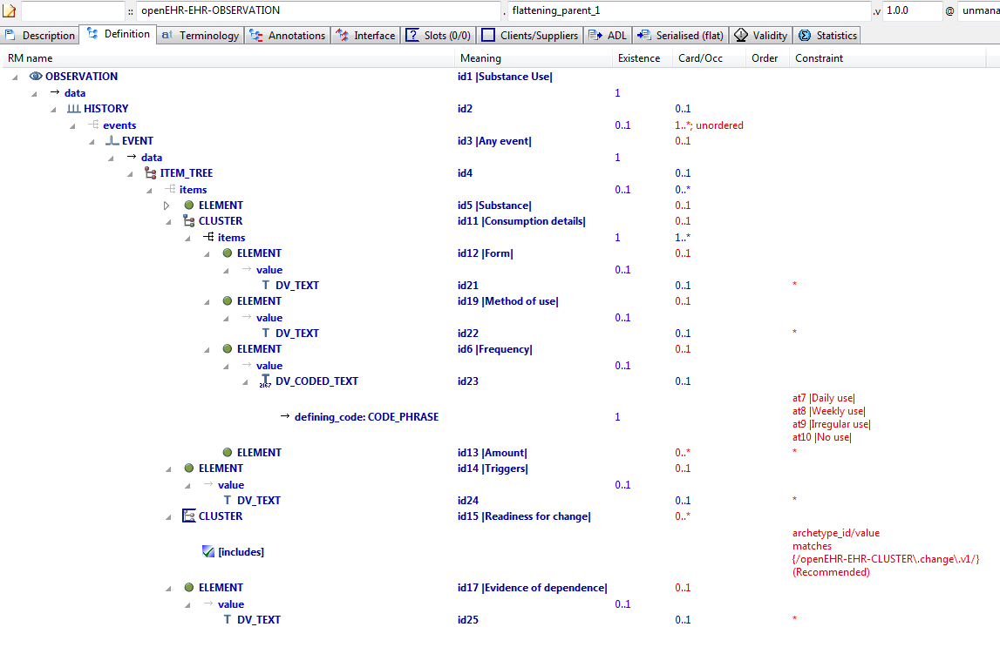 :: openEHR-EHR-OBSERVATION . flattening_parent_1 .v 1.0.0 @ unmana
Description Definition Terminology Annotations Interface Slots (0/0) Clients/Suppliers ADL Serialised (flat) Validity Statistics
RM name Meaning Existence Card/Occ Order Constraint
OBSERVATION id1 |Substance Use|
data 1
HISTORY id2 0..1
events 0..1 1..*; unordered
EVENT id3 |Any event| 0..1
data 1
ITEM_TREE id4 0..1
items 0..1 0..*
ELEMENT id5 |Substance| 0..1
CLUSTER id11 |Consumption details| 0..1
items 1 1..*
ELEMENT id12 |Form| 0..1
value 0..1
T DV_TEXT id21 0..1 *
ELEMENT id19 |Method of use| 0..1
value 0..1
T DV_TEXT id22 0..1 *
ELEMENT id6 |Frequency| 0..1
value 0..1
DV_CODED_TEXT id23 0..1
at7 |Daily use|
at8 |Weekly use|
defining_code: CODE_PHRASE 1
at9 |Irregular use|
at10 |No use|
ELEMENT id13 |Amount| 0..* *
ELEMENT id14 |Triggers| 0..1
value 0..1
T DV_TEXT id24 0..1 *
CLUSTER id15 |Readiness for change| 0..*
archetype_id/value
matches
[includes]
{/openEHR-EHR-CLUSTER\.change\.v1/}
(Recommended)
ELEMENT id17 |Evidence of dependence| 0..1
value 0..1
T DV_TEXT id25 0..1 *